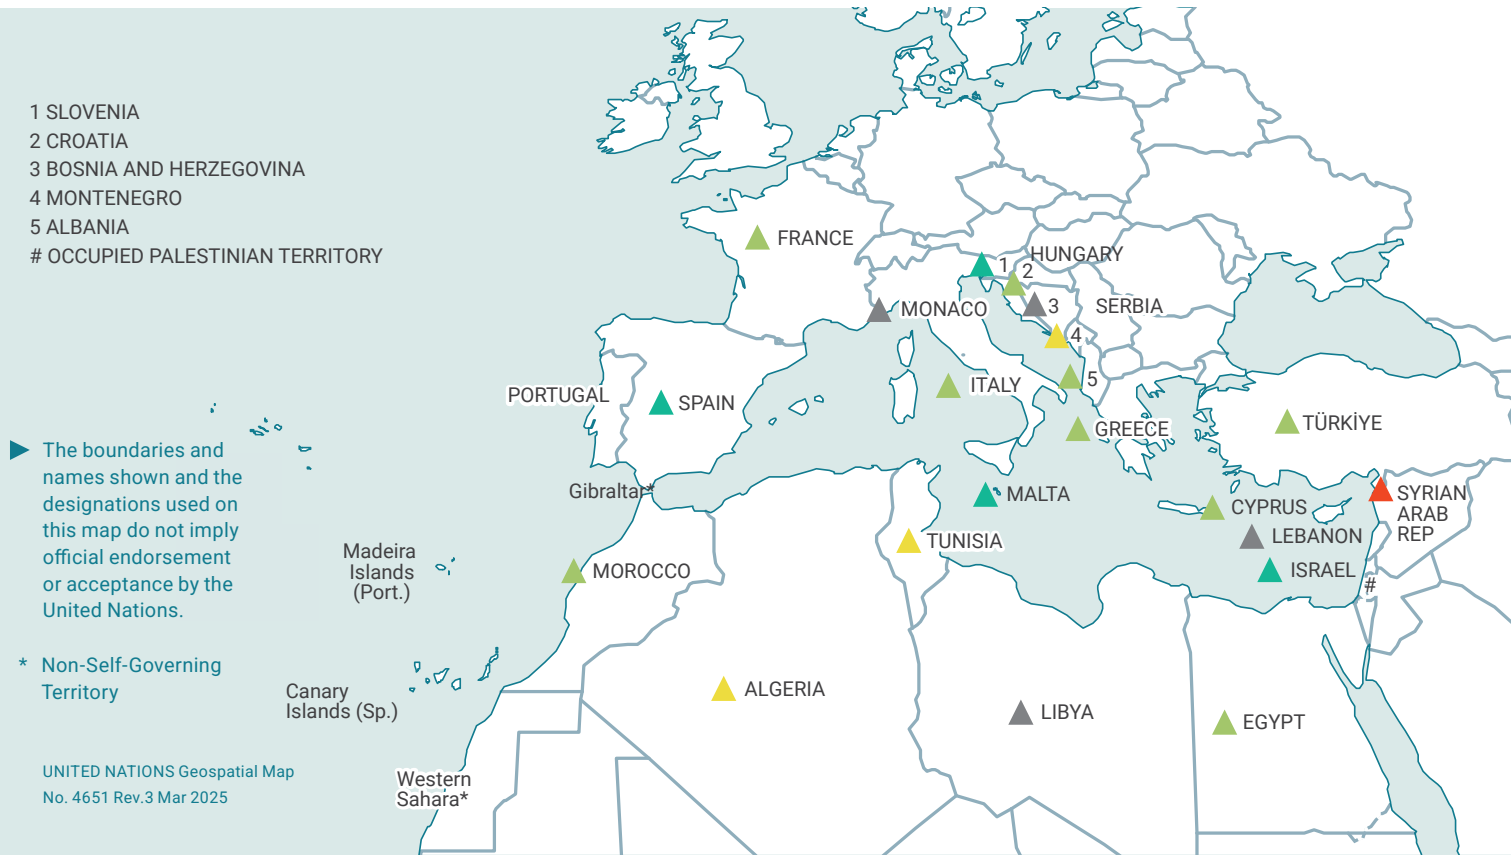 1 SLOVENIA
2 CROATIA
3 BOSNIA AND HERZEGOVINA
4 MONTENEGRO
5 ALBANIA
# OCCUPIED PALESTINIAN TERRITORY
The boundaries and
names shown and the
designations used on
this map do not imply
official endorsement
or acceptance by the
United Nations.
* Non-Self-Governing
Territory
UNITED NATIONS Geospatial Map
No. 4651 Rev.3 Mar 2025
FRANCE
1
HUNGARY
2
MONACO
3
SERBIA
4
5
ITALY
PORTUGAL
SPAIN
GREECE
TÜRKİYE
Gibraltar*
MALTA
CYPRUS
SYRIAN
ARAB
REP
LEBANON
TUNISIA
ISRAEL
#
Madeira
Islands
(Port.)
MOROCCO
Canary
Islands (Sp.)
ALGERIA
LIBYA
EGYPT
Western
Sahara*